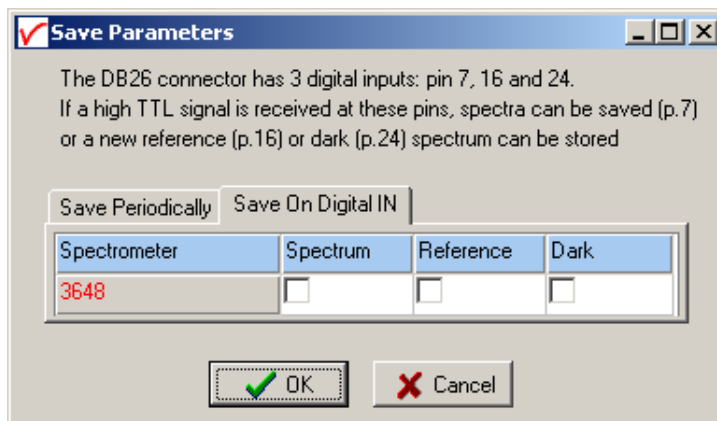 Save Parameters
The DB26 connector has 3 digital inputs: pin 7, 16 and 24.
If a high TTL signal is received at these pins, spectra can be saved (p.7)
or a new reference (p.16) or dark (p.24) spectrum can be stored
Save Periodically Save On Digital IN
Spectrometer Spectrum Reference Dark
3648
OK Cancel